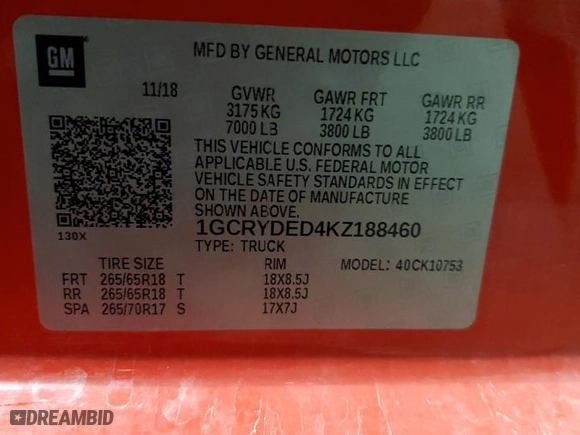 GM
MFD BY GENERAL MOTORS LLC
11/18 GVWR GAWR FRT GAWR RR
3175 KG 1724 KG 1724 KG
7000 LB 3800 LB 3800 LB
THIS VEHICLE CONFORMS TO ALL
APPLICABLE U.S. FEDERAL MOTOR
VEHICLE SAFETY STANDARDS IN EFFECT
ON THE DATE OF MANUFACTURE
SHOWN ABOVE.
130X
1GCRYDED4KZ188460
TYPE: TRUCK
TIRE SIZE RIM MODEL: 40CK10753
FRT 265/65R18 T 18X8.5J
RR 265/65R18 T 18X8.5J
SPA 265/70R17 S 17X7J
DREAMBID